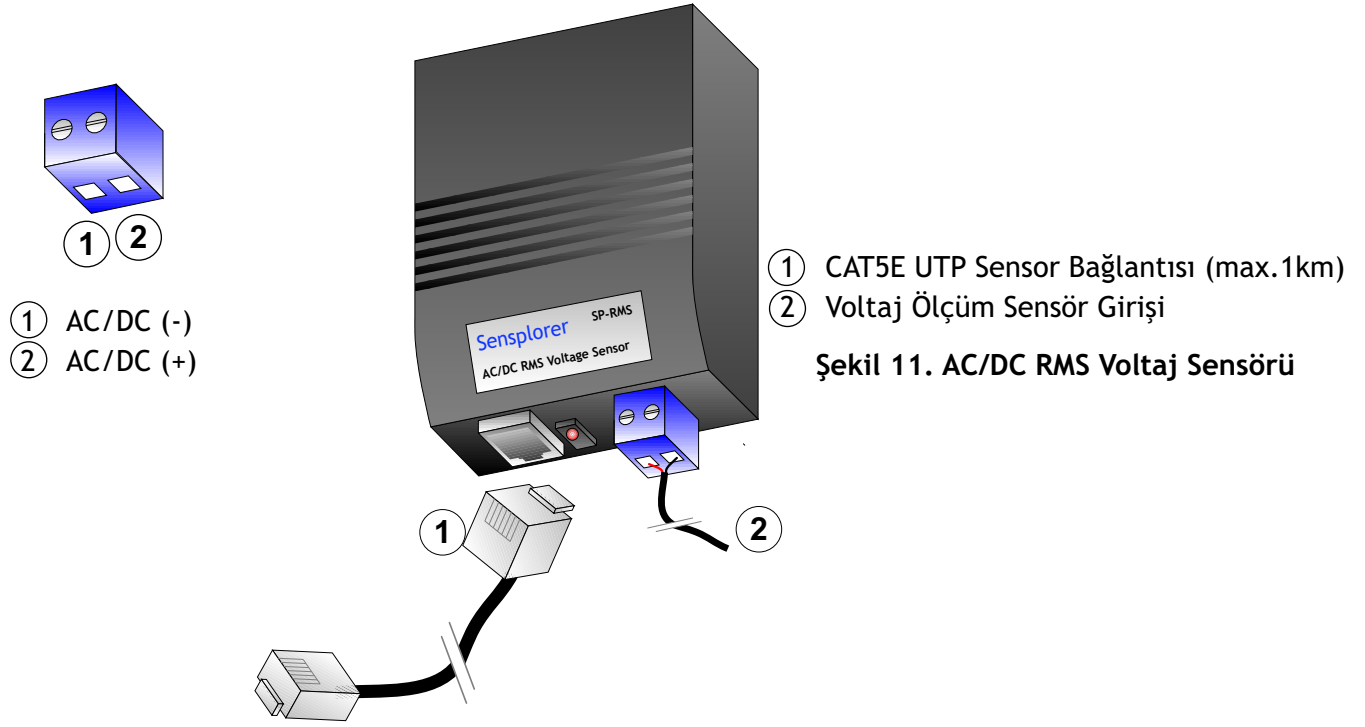 1 2
1 AC/DC (-)
2 AC/DC (+)
Sensplorer SP-RMS
AC/DC RMS Voltage Sensor
1
2
1 CAT5E UTP Sensor Bağlantısı (max.1km)
2 Voltaj Ölçüm Sensör Girişi
Şekil 11. AC/DC RMS Voltaj Sensörü